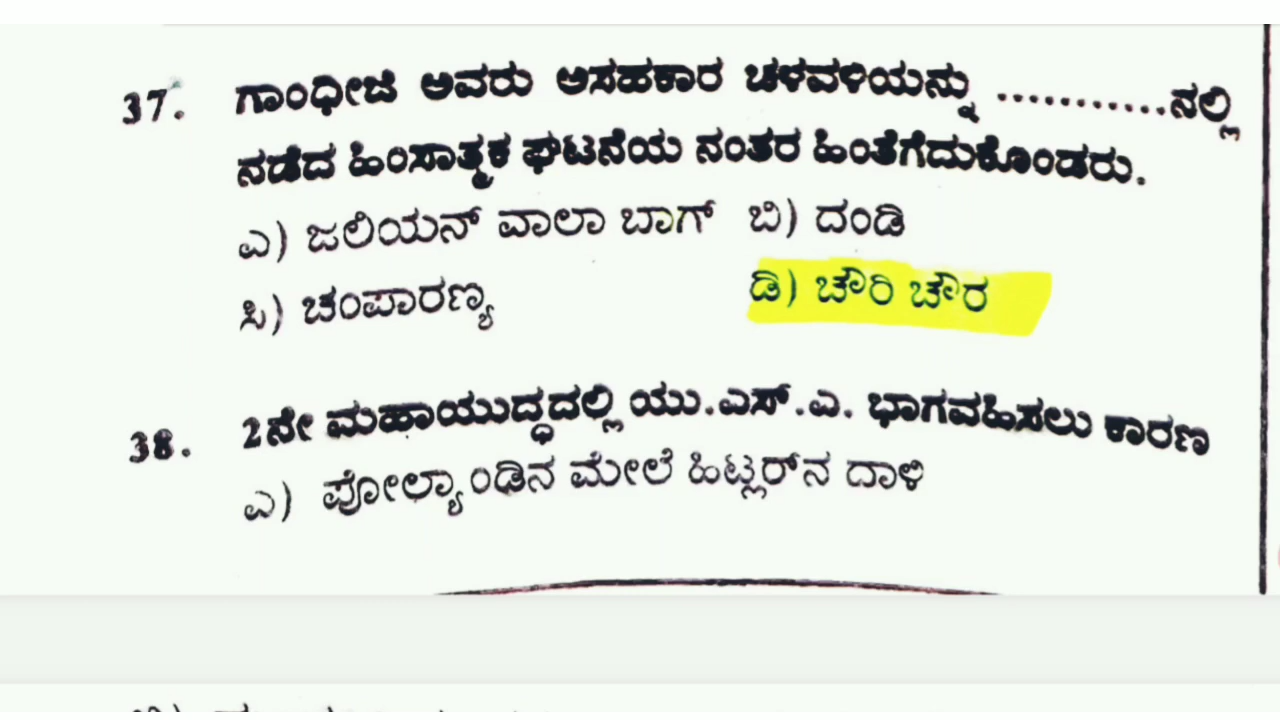 37. ಗಾಂಧೀಜಿ ಅವರು ಅಸಹಕಾರ ಚಳವಳಿಯನ್ನು ............ನಲ್ಲಿ
ನಡೆದ ಹಿಂಸಾತ್ಮಕ ಘಟನೆಯ ನಂತರ ಹಿಂತೆಗೆದುಕೊಂಡರು.
ಎ) ಜಲಿಯನ್ ವಾಲಾ ಬಾಗ್ ಬಿ) ದಂಡಿ
ಸಿ) ಚಂಪಾರಣ್ಯ ಡಿ) ಚೌರಿ ಚೌರ
38. 2ನೇ ಮಹಾಯುದ್ಧದಲ್ಲಿ ಯು.ಎಸ್.ಎ. ಭಾಗವಹಿಸಲು ಕಾರಣ
ಎ) ಪೋಲ್ಯಾಂಡಿನ ಮೇಲೆ ಹಿಟ್ಲರ್‌ನ ದಾಳಿ